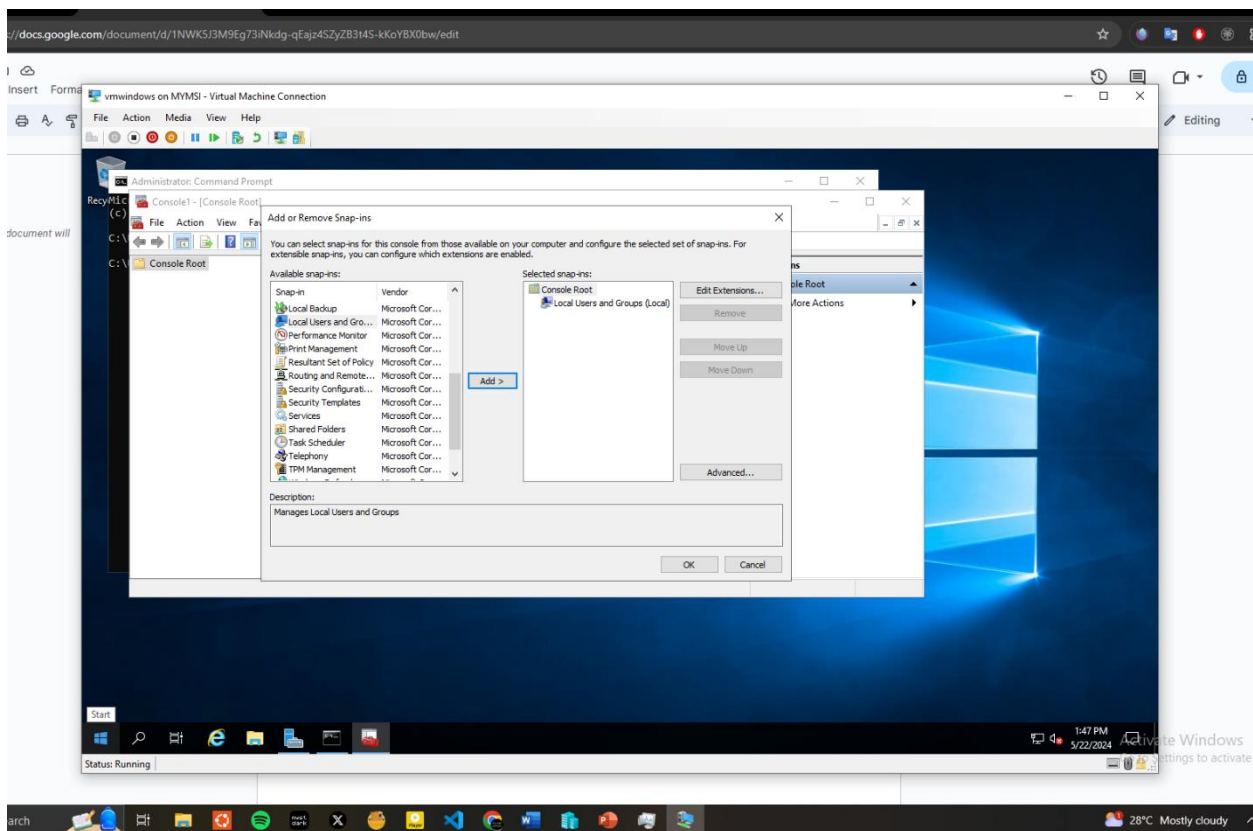 ://docs.google.com/document/d/1NWK5J3M9Eg73iNkdg-qEajz4SZyZB3t4S-kKoYBX0bw/edit
Insert Forma
Editing
document will
vmwindows on MYMSI - Virtual Machine Connection
File Action Media View Help
Administrator: Command Prompt
Recy Mic
(c)
C:\
C:\
Console1 - [Console Root]
File Action View Fav
Console Root
ns
ole Root
More Actions
Add or Remove Snap-ins
You can select snap-ins for this console from those available on your computer and configure the selected set of snap-ins. For
extensible snap-ins, you can configure which extensions are enabled.
Available snap-ins:
Snap-in Vendor
Local Backup Microsoft Cor...
Local Users and Gro... Microsoft Cor...
Performance Monitor Microsoft Cor...
Print Management Microsoft Cor...
Resultant Set of Policy Microsoft Cor...
Routing and Remote... Microsoft Cor...
Security Configurati... Microsoft Cor...
Security Templates Microsoft Cor...
Services Microsoft Cor...
Shared Folders Microsoft Cor...
Task Scheduler Microsoft Cor...
Telephony Microsoft Cor...
TPM Management Microsoft Cor...
Add >
Selected snap-ins:
Console Root
Local Users and Groups (Local)
Edit Extensions...
Remove
Move Up
Move Down
Advanced...
Description:
Manages Local Users and Groups
OK Cancel
Start
1:47 PM
5/22/2024
Status: Running
Activate Windows
Settings to activate
earch
28°C Mostly cloudy